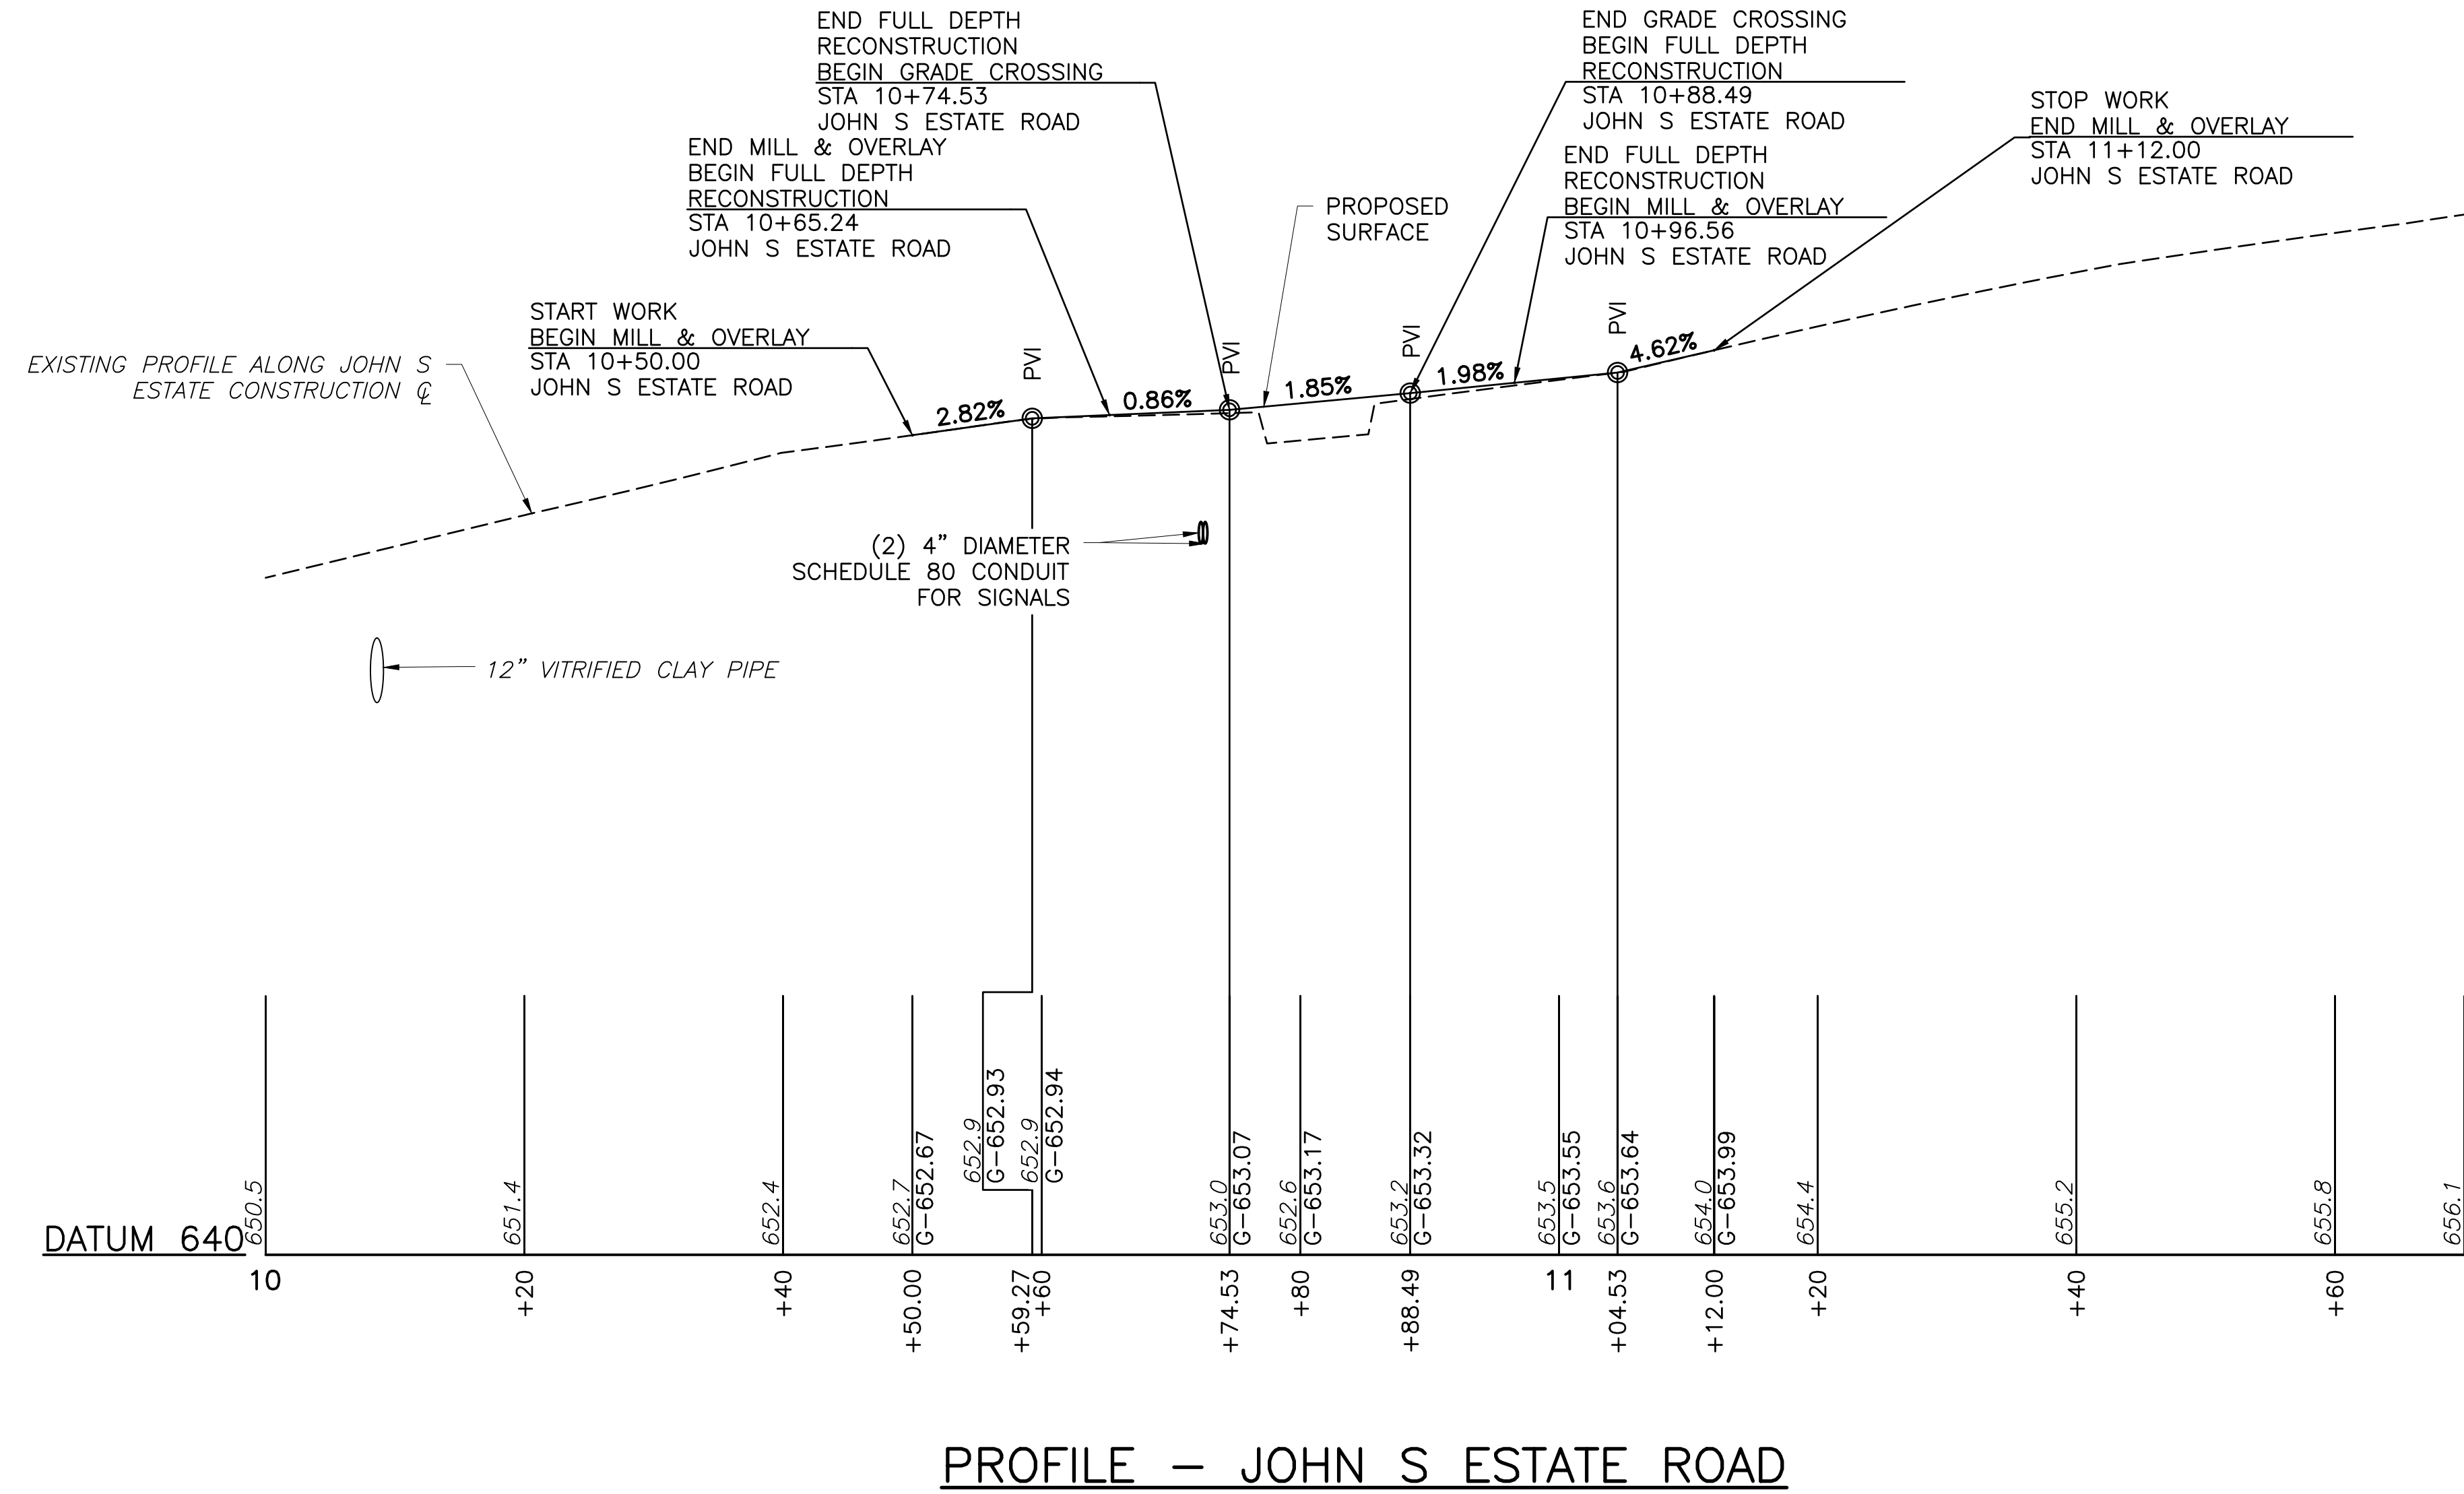 END FULL DEPTH
RECONSTRUCTION
BEGIN GRADE CROSSING
STA 10+74.53
JOHN S ESTATE ROAD
END GRADE CROSSING
BEGIN FULL DEPTH
RECONSTRUCTION
STA 10+88.49
JOHN S ESTATE ROAD
STOP WORK
END MILL & OVERLAY
STA 11+12.00
JOHN S ESTATE ROAD
END MILL & OVERLAY
BEGIN FULL DEPTH
RECONSTRUCTION
STA 10+65.24
JOHN S ESTATE ROAD
END FULL DEPTH
RECONSTRUCTION
BEGIN MILL & OVERLAY
STA 10+96.56
JOHN S ESTATE ROAD
PROPOSED
SURFACE
START WORK
BEGIN MILL & OVERLAY
STA 10+50.00
JOHN S ESTATE ROAD
EXISTING PROFILE ALONG JOHN S
ESTATE CONSTRUCTION ℄
PVI
PVI
PVI
PVI
2.82%
0.86%
1.85%
1.98%
4.62%
(2) 4" DIAMETER
SCHEDULE 80 CONDUIT
FOR SIGNALS
12" VITRIFIED CLAY PIPE
DATUM 640
650.5
651.4
652.4
652.7
G-652.67
652.9
G-652.93
652.9
G-652.94
653.0
G-653.07
652.6
G-653.17
653.2
G-653.32
653.5
G-653.55
653.6
G-653.64
654.0
G-653.99
654.4
655.2
655.8
656.1
10
+20
+40
+50.00
+59.27
+60
+74.53
+80
+88.49
11
+04.53
+12.00
+20
+40
+60
PROFILE - JOHN S ESTATE ROAD